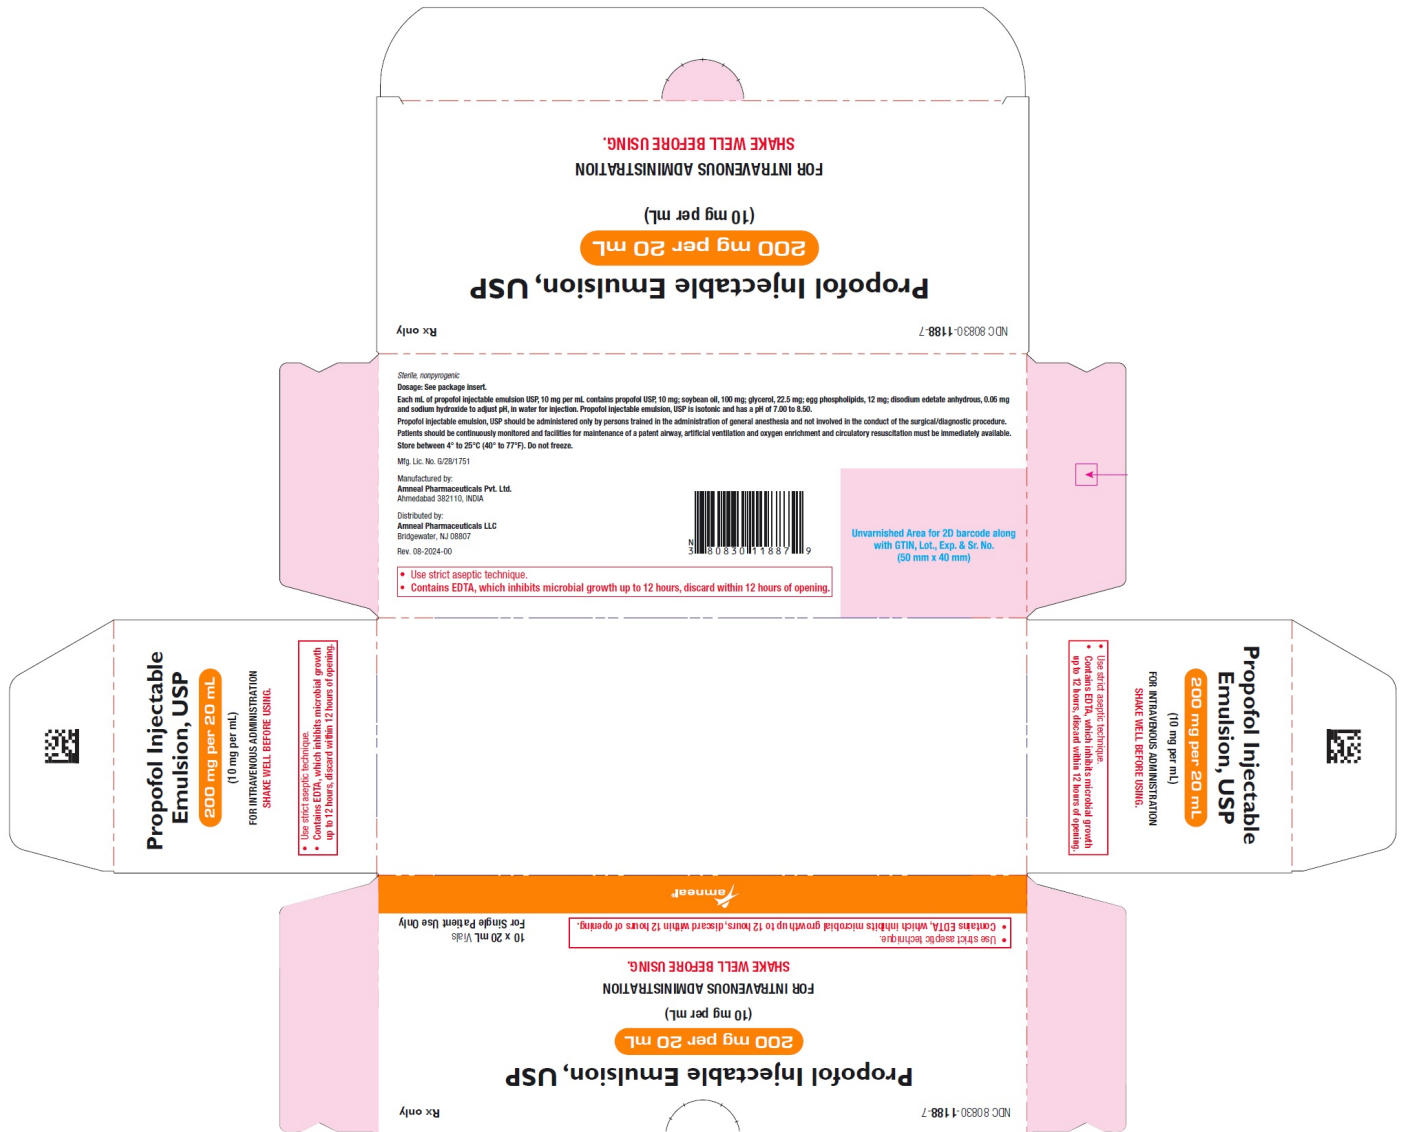 NDC 80830-1188-7
Rx only
Propofol Injectable Emulsion, USP
200 mg per 20 mL
(10 mg per mL)
FOR INTRAVENOUS ADMINISTRATION
SHAKE WELL BEFORE USING.
Sterile, nonpyrogenic
Dosage: See package insert.
Each mL of propofol injectable emulsion USP, 10 mg per mL contains propofol USP, 10 mg; soybean oil, 100 mg; glycerol, 22.5 mg; egg phospholipids, 12 mg; disodium edetate anhydrous, 0.05 mg
and sodium hydroxide to adjust pH, in water for injection. Propofol injectable emulsion, USP is isotonic and has a pH of 7.00 to 8.50.
Propofol injectable emulsion, USP should be administered only by persons trained in the administration of general anesthesia and not involved in the conduct of the surgical/diagnostic procedure.
Patients should be continuously monitored and facilities for maintenance of a patent airway, artificial ventilation and oxygen enrichment and circulatory resuscitation must be immediately available.
Store between 4° to 25°C (40° to 77°F). Do not freeze.
Mfg. Lic. No. G/28/1751
Manufactured by:
Amneal Pharmaceuticals Pvt. Ltd.
Ahmedabad 382110, INDIA
Distributed by:
Amneal Pharmaceuticals LLC
Bridgewater, NJ 08807
Rev. 08-2024-00
N
3 80830 11887 9
Unvarnished Area for 2D barcode along
with GTIN, Lot., Exp. & Sr. No.
(50 mm x 40 mm)
• Use strict aseptic technique.
• Contains EDTA, which inhibits microbial growth up to 12 hours, discard within 12 hours of opening.
Propofol Injectable
Emulsion, USP
200 mg per 20 mL
(10 mg per mL)
FOR INTRAVENOUS ADMINISTRATION
SHAKE WELL BEFORE USING.
• Use strict aseptic technique.
• Contains EDTA, which inhibits microbial growth
up to 12 hours, discard within 12 hours of opening.
Propofol Injectable
Emulsion, USP
200 mg per 20 mL
(10 mg per mL)
FOR INTRAVENOUS ADMINISTRATION
SHAKE WELL BEFORE USING.
• Use strict aseptic technique.
• Contains EDTA, which inhibits microbial growth
up to 12 hours, discard within 12 hours of opening.
NDC 80830-1188-7
Rx only
Propofol Injectable Emulsion, USP
200 mg per 20 mL
(10 mg per mL)
FOR INTRAVENOUS ADMINISTRATION
SHAKE WELL BEFORE USING.
• Use strict aseptic technique.
• Contains EDTA, which inhibits microbial growth up to 12 hours, discard within 12 hours of opening.
10 x 20 mL Vials
For Single Patient Use Only
amneal®